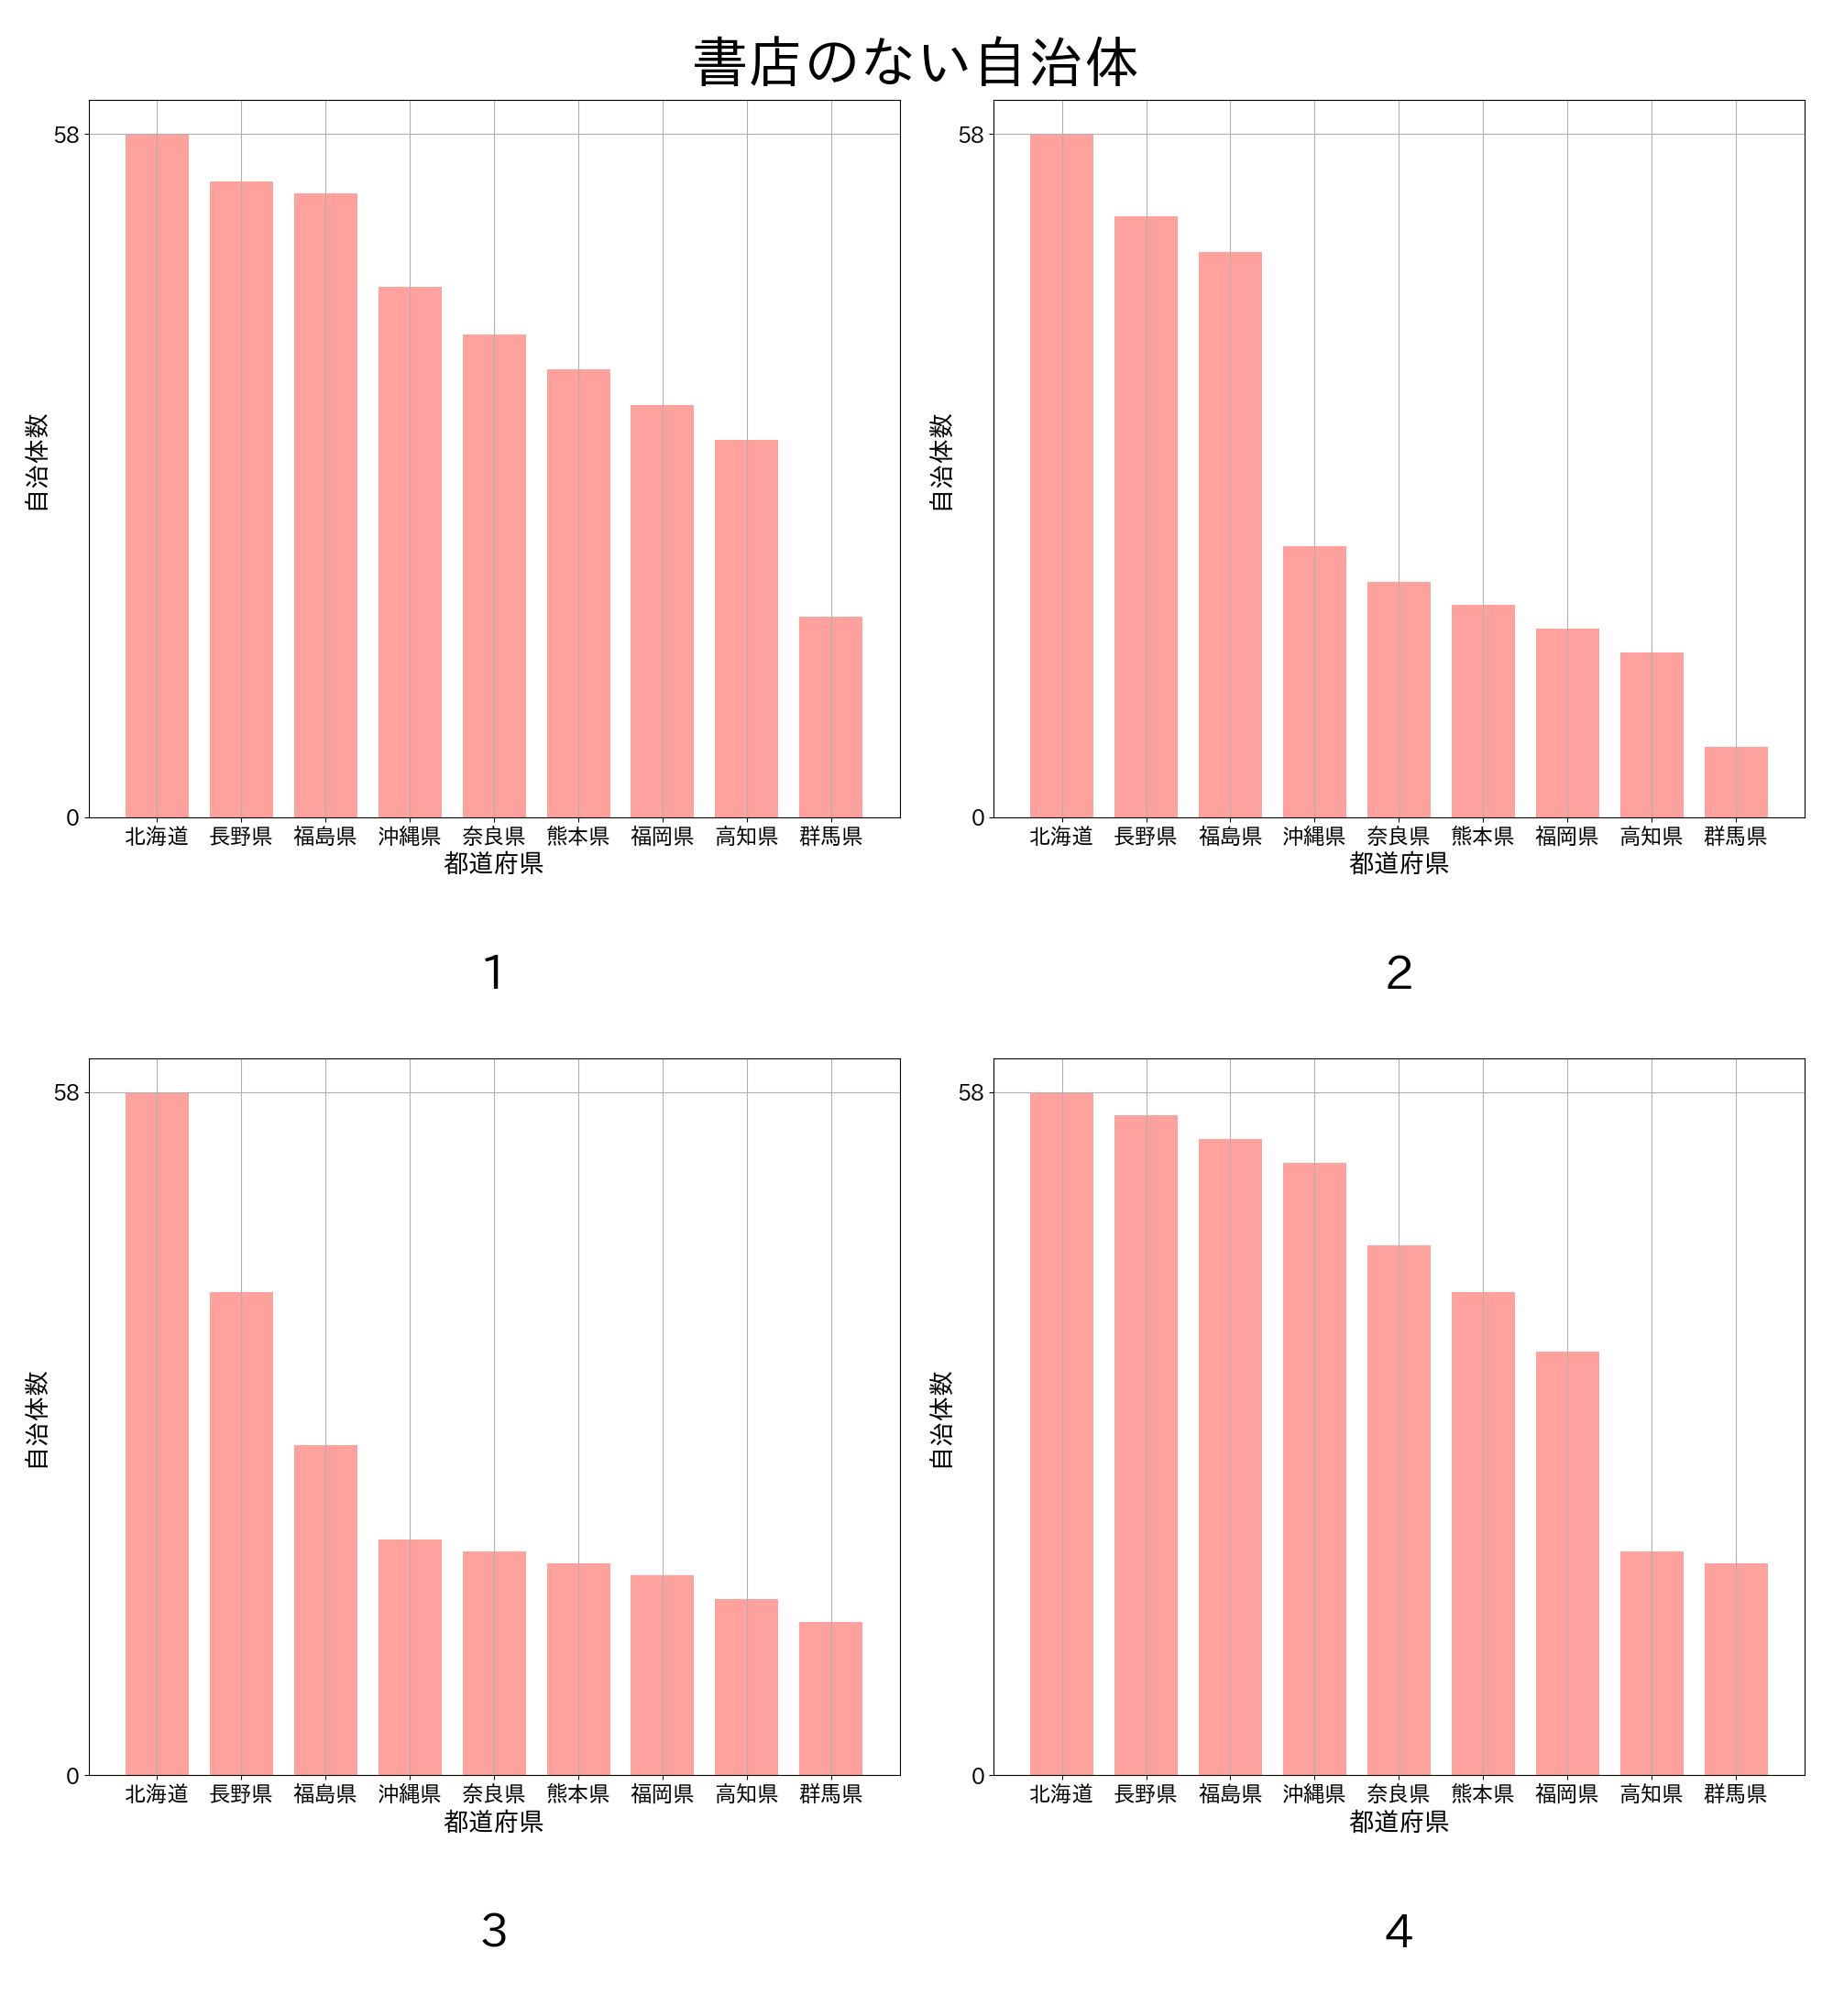 書店のない自治体
58
0
自治体数
北海道 長野県 福島県 沖縄県 奈良県 熊本県 福岡県 高知県 群馬県
都道府県
1
58
0
自治体数
北海道 長野県 福島県 沖縄県 奈良県 熊本県 福岡県 高知県 群馬県
都道府県
2
58
0
自治体数
北海道 長野県 福島県 沖縄県 奈良県 熊本県 福岡県 高知県 群馬県
都道府県
3
58
0
自治体数
北海道 長野県 福島県 沖縄県 奈良県 熊本県 福岡県 高知県 群馬県
都道府県
4